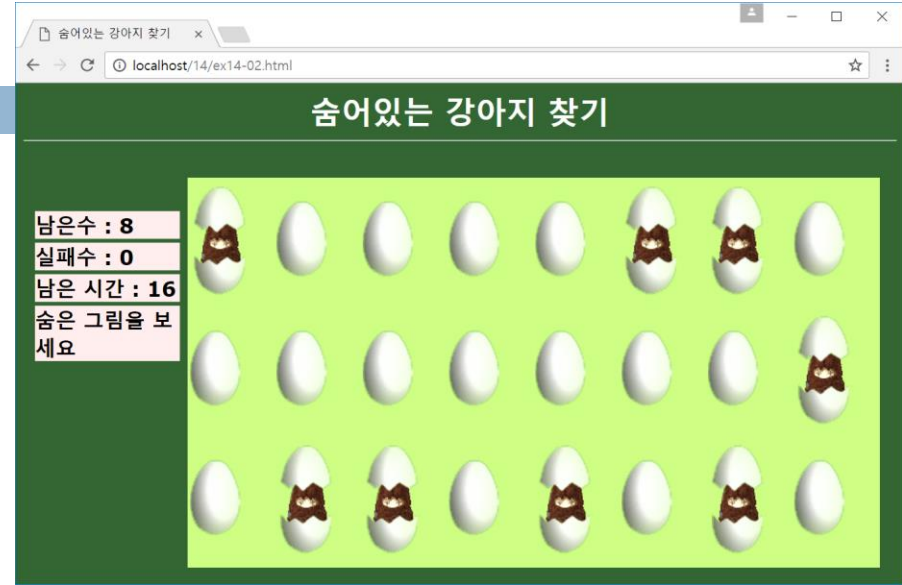 숨어있는 강아지 찾기
localhost/14/ex14-02.html
숨어있는 강아지 찾기
남은수 : 8
실패수 : 0
남은 시간 : 16
숨은 그림을 보
세요